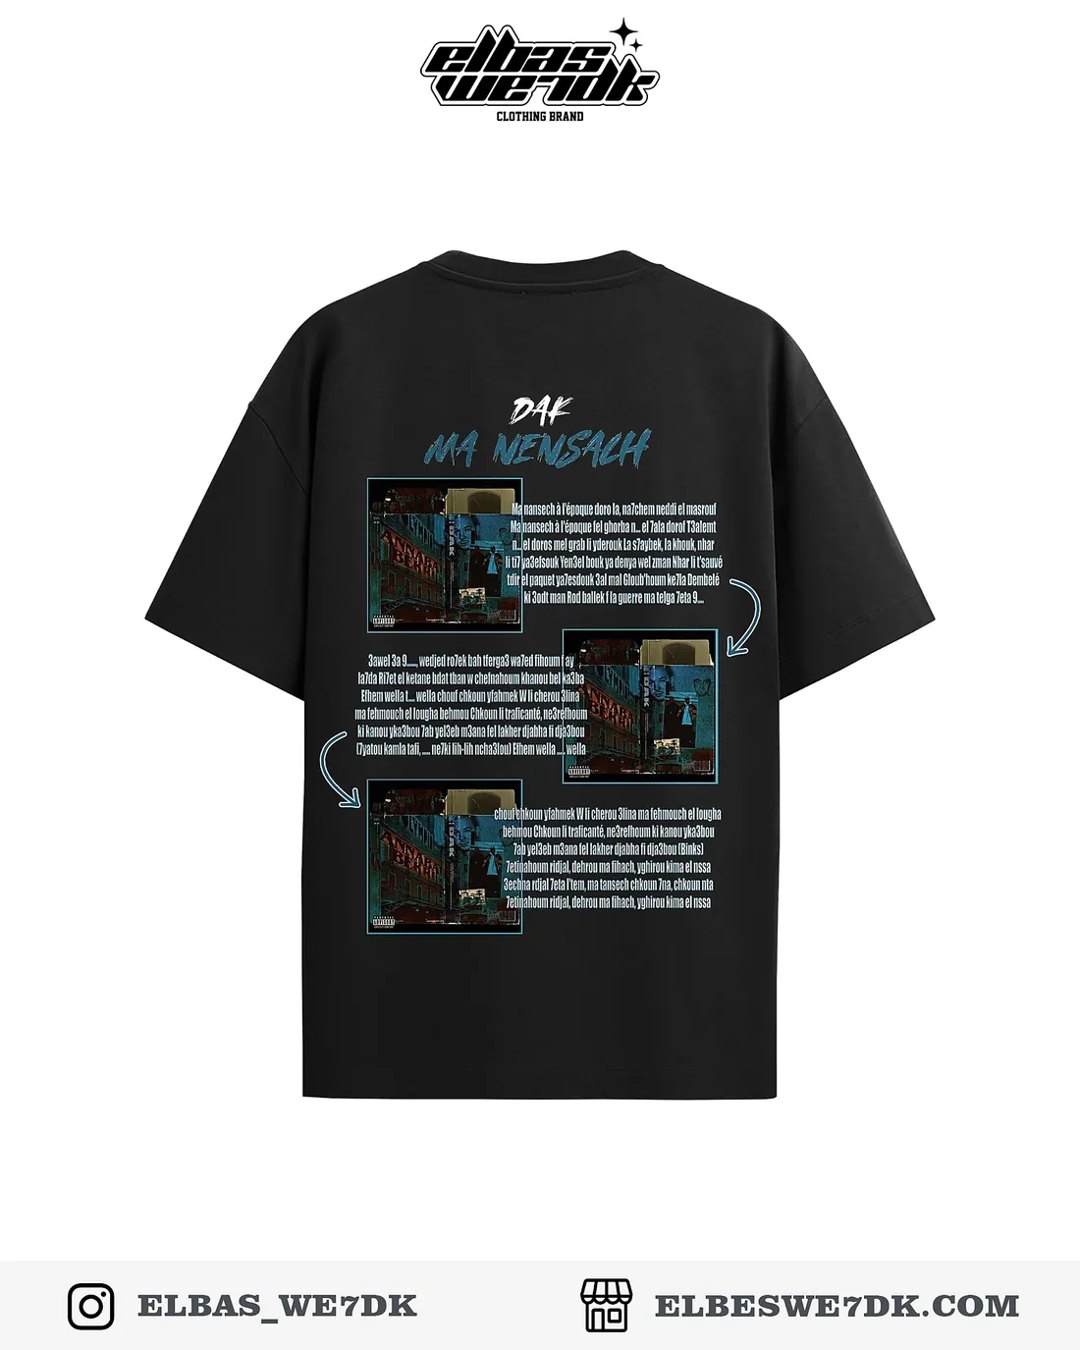 elbas
we7dk
CLOTHING BRAND
DAK
MA NENSACH
Ma nansech à l'époque doro la, na7chem neddi el masrouf
Ma nansech à l'époque fel ghorba n... el 7ala dorof T3alemt
n... el doros mel grab li yderouk La s7aybek, la khouk, nhar
li ti7 ya3efsouk Yen3el bouk ya denya wel zman Nhar li t'sauvé
tdir el paquet ya7esdouk 3al mal Gloub'houm ke7la Dembelé
ki 3odt man Rod ballek f la guerre ma telga 7eta 9....
3awel 3a 9....., wedjed ro7ek bah tferga3 wa7ed fihoum f ay
la7da Ri7et el ketane bdat tban w chefnahoum khanou bel ka3ba
Efhem wella t.... wella chouf chkoun yfahmek W li cherou 3lina
ma fehmouch el lougha behmou Chkoun li traficanté, ne3refhoum
ki kanou yka3bou 7ab yel3eb m3ana fel lakher djabha fi dja3bou
(7yatou kamla tafi, .... ne7ki lih-lih ncha3lou) Efhem wella .... wella
chouf chkoun yfahmek W li cherou 3lina ma fehmouch el lougha
behmou Chkoun li traficanté, ne3refhoum ki kanou yka3bou
7ab yel3eb m3ana fel lakher djabha fi dja3bou (Binks)
7etinahoum ridjal, dehrou ma fihach, yghirou kima el nssa
3echna rdjal 7eta l'tem, ma tansech chkoun 7na, chkoun nta
7etinahoum ridjal, dehrou ma fihach, yghirou kima el nssa
ELBAS_WE7DK
ELBESWE7DK.COM